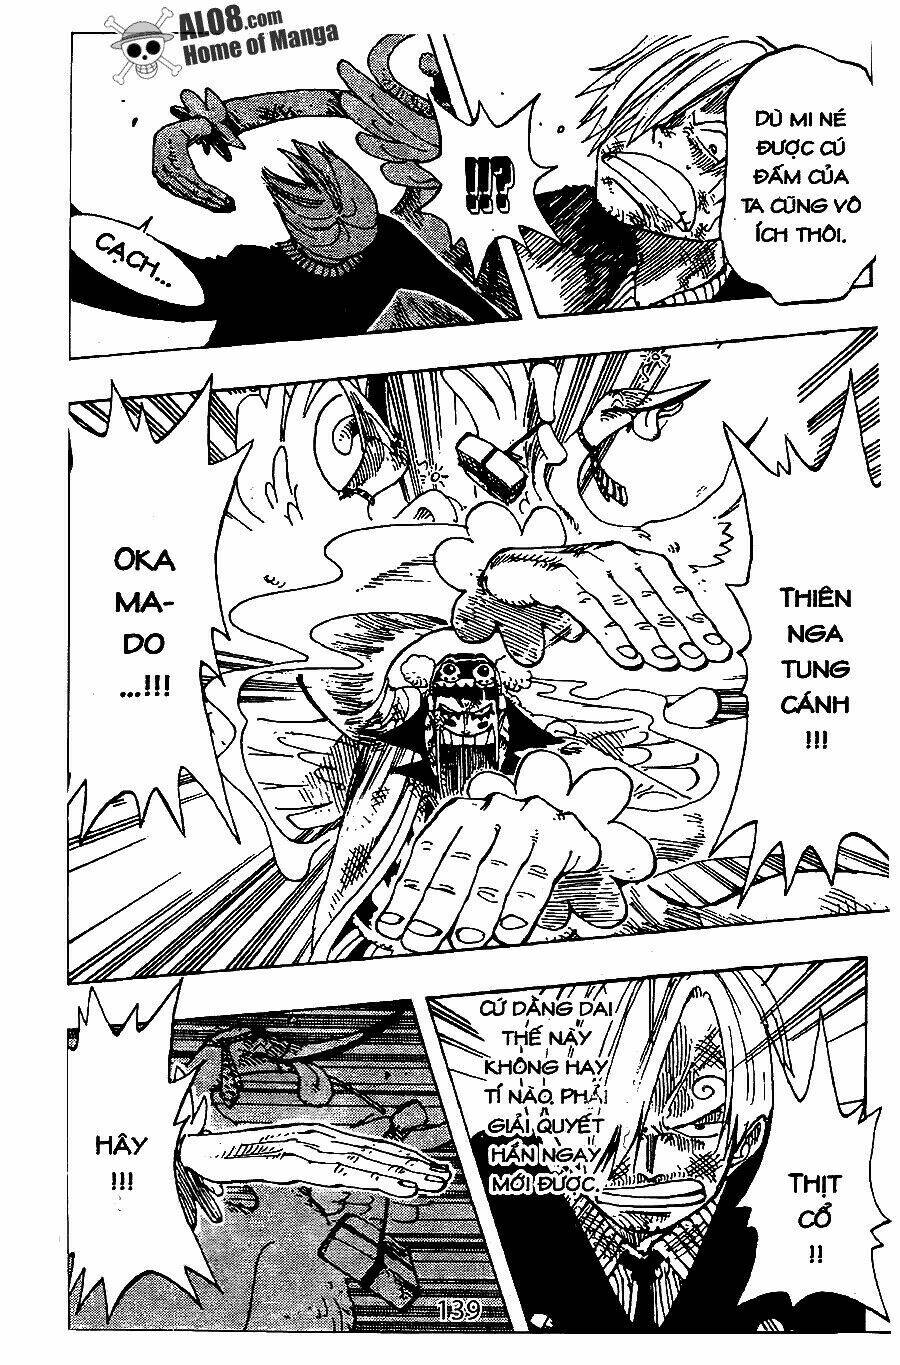 ALO8.com
Home of Manga
DÙ MI NÉ
ĐƯỢC CÚ
ĐẤM CỦA
TA CŨNG VÔ
ÍCH THÔI.
!!?
CẠCH...
THIÊN
NGA
TUNG
CÁNH
!!!
OKA
MA-
DO
...!!!
CỨ DẰNG DAI
THẾ NÀY
KHÔNG HAY
TÍ NÀO. PHẢI
GIẢI QUYẾT
HẮN NGAY
MỚI ĐƯỢC.
THỊT
CỔ
!!
HÂY
!!!
139